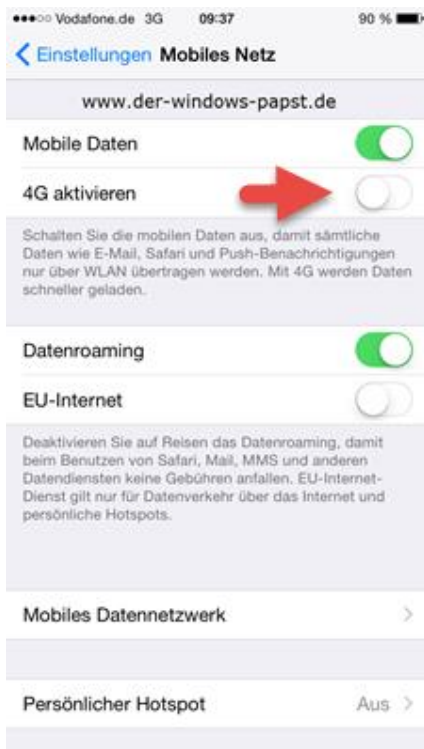 Vodafone.de 3G 09:37 90 %
Einstellungen Mobiles Netz
www.der-windows-papst.de
Mobile Daten
4G aktivieren
Schalten Sie die mobilen Daten aus, damit sämtliche
Daten wie E-Mail, Safari und Push-Benachrichtigungen
nur über WLAN übertragen werden. Mit 4G werden Daten
schneller geladen.
Datenroaming
EU-Internet
Deaktivieren Sie auf Reisen das Datenroaming, damit
beim Benutzen von Safari, Mail, MMS und anderen
Datendiensten keine Gebühren anfallen. EU-Internet-
Dienst gilt nur für Datenverkehr über das Internet und
persönliche Hotspots.
Mobiles Datennetzwerk
Persönlicher Hotspot Aus